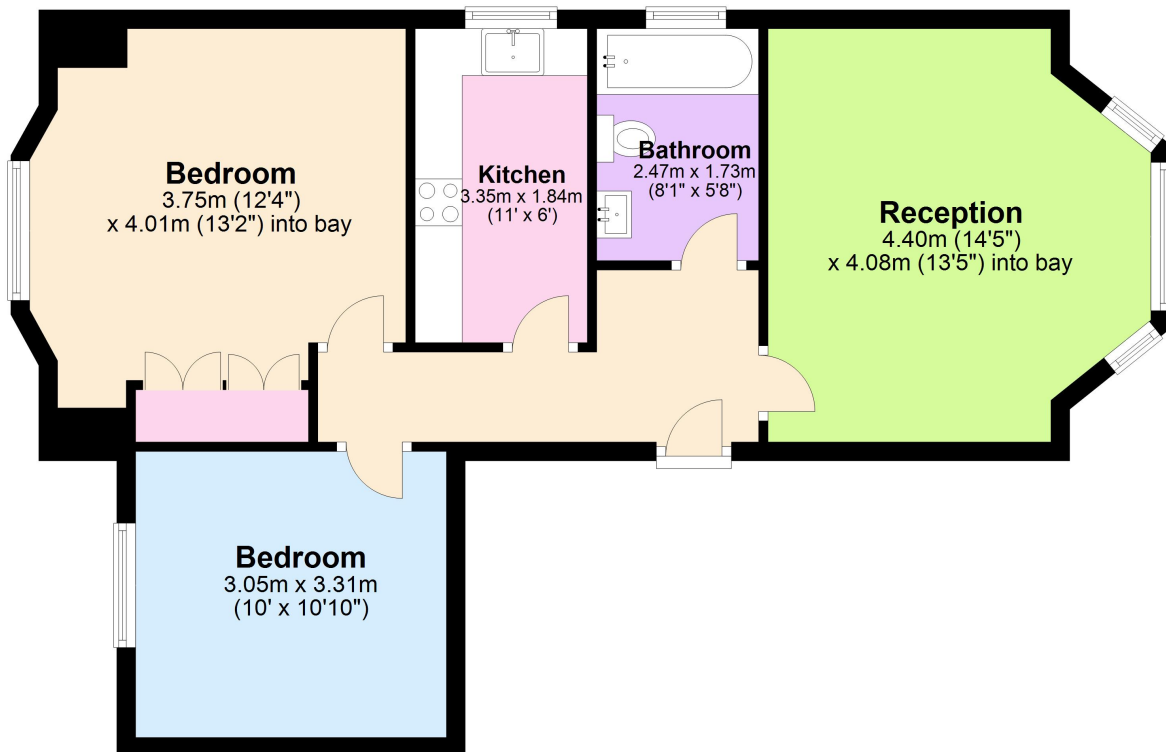 Bedroom
3.75m (12'4")
x 4.01m (13'2") into bay
Kitchen
3.35m x 1.84m
(11' x 6')
Bathroom
2.47m x 1.73m
(8'1" x 5'8")
Reception
4.40m (14'5")
x 4.08m (13'5") into bay
Bedroom
3.05m x 3.31m
(10' x 10'10")